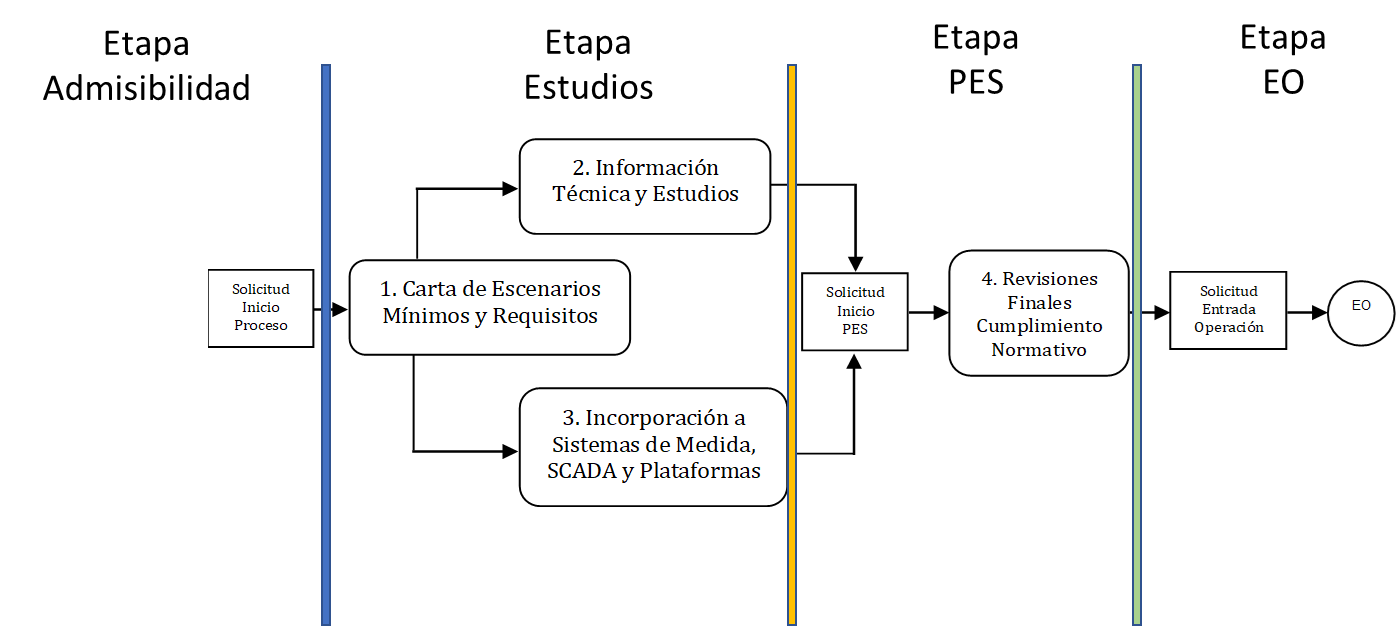 Etapa
Admisibilidad
Etapa
Estudios
Etapa
PES
Etapa
EO
Solicitud
Inicio
Proceso
1. Carta de Escenarios
Mínimos y Requisitos
2. Información
Técnica y Estudios
3. Incorporación a
Sistemas de Medida,
SCADA y Plataformas
Solicitud
Inicio
PES
4. Revisiones
Finales
Cumplimiento
Normativo
Solicitud
Entrada
Operación
EO